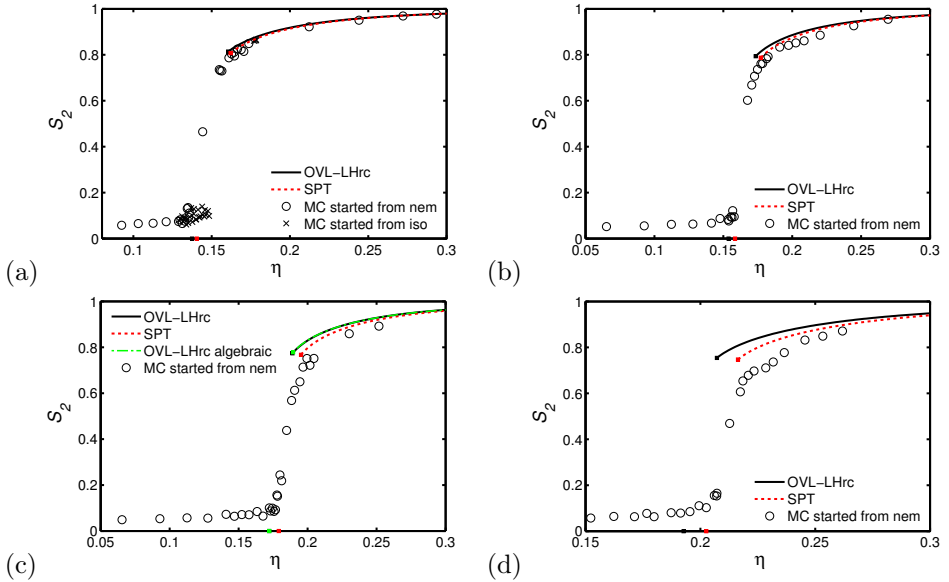 1
0.8
0.6
0.4
0.2
0
S2
OVL−LHrc
SPT
MC started from nem
MC started from iso
0.1 0.15 0.2 0.25 0.3
η
(a)
1
0.8
0.6
0.4
0.2
0
S2
OVL−LHrc
SPT
MC started from nem
0.05 0.1 0.15 0.2 0.25 0.3
η
(b)
1
0.8
0.6
0.4
0.2
0
S2
OVL−LHrc
SPT
OVL−LHrc algebraic
MC started from nem
0.05 0.1 0.15 0.2 0.25 0.3
η
(c)
1
0.8
0.6
0.4
0.2
0
S2
OVL−LHrc
SPT
MC started from nem
0.15 0.2 0.25 0.3
η
(d)